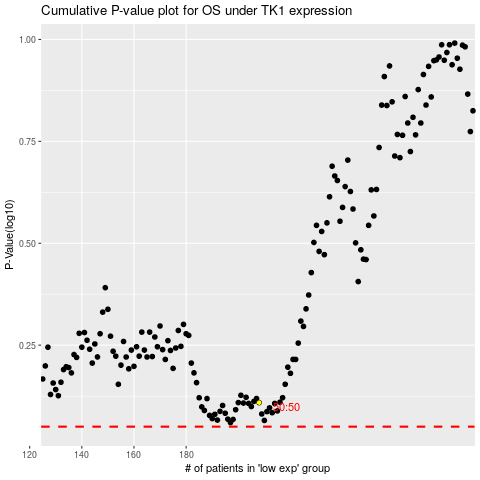 Cumulative P-value plot for OS under TK1 expression
P-Value(log10)
1.00
0.75
0.50
0.25
50:50
120 140 160 180
# of patients in 'low exp' group